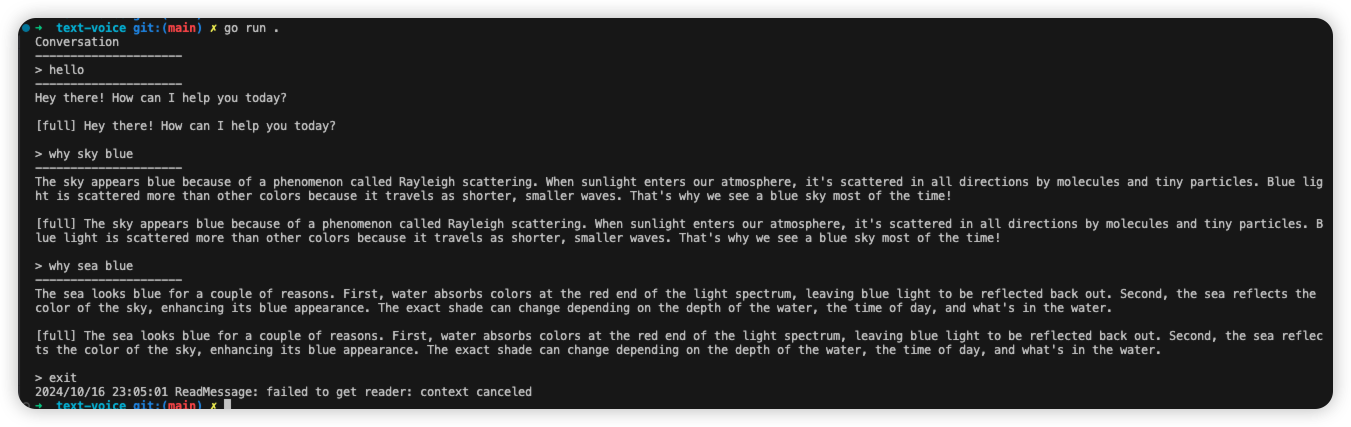 ➜ text-voice git:(main) ✗ go run .
Conversation
---------------------
> hello
---------------------
Hey there! How can I help you today?
[full] Hey there! How can I help you today?
> why sky blue
---------------------
The sky appears blue because of a phenomenon called Rayleigh scattering. When sunlight enters our atmosphere, it's scattered in all directions by molecules and tiny particles. Blue lig
ht is scattered more than other colors because it travels as shorter, smaller waves. That's why we see a blue sky most of the time!
[full] The sky appears blue because of a phenomenon called Rayleigh scattering. When sunlight enters our atmosphere, it's scattered in all directions by molecules and tiny particles. B
lue light is scattered more than other colors because it travels as shorter, smaller waves. That's why we see a blue sky most of the time!
> why sea blue
---------------------
The sea looks blue for a couple of reasons. First, water absorbs colors at the red end of the light spectrum, leaving blue light to be reflected back out. Second, the sea reflects the
color of the sky, enhancing its blue appearance. The exact shade can change depending on the depth of the water, the time of day, and what's in the water.
[full] The sea looks blue for a couple of reasons. First, water absorbs colors at the red end of the light spectrum, leaving blue light to be reflected back out. Second, the sea reflec
ts the color of the sky, enhancing its blue appearance. The exact shade can change depending on the depth of the water, the time of day, and what's in the water.
> exit
2024/10/16 23:05:01 ReadMessage: failed to get reader: context canceled
➜ text-voice git:(main) ✗